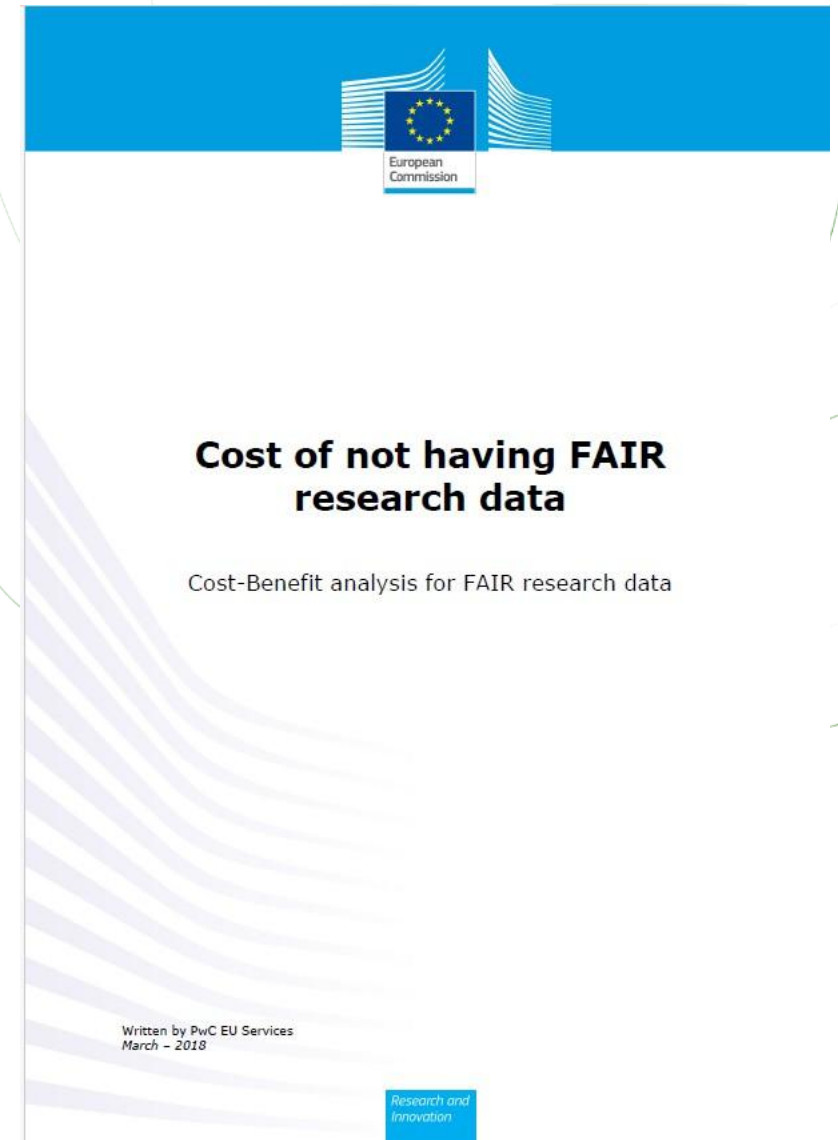 European
Commission
Cost of not having FAIR
research data
Cost-Benefit analysis for FAIR research data
Written by PwC EU Services
March – 2018
Research and
Innovation